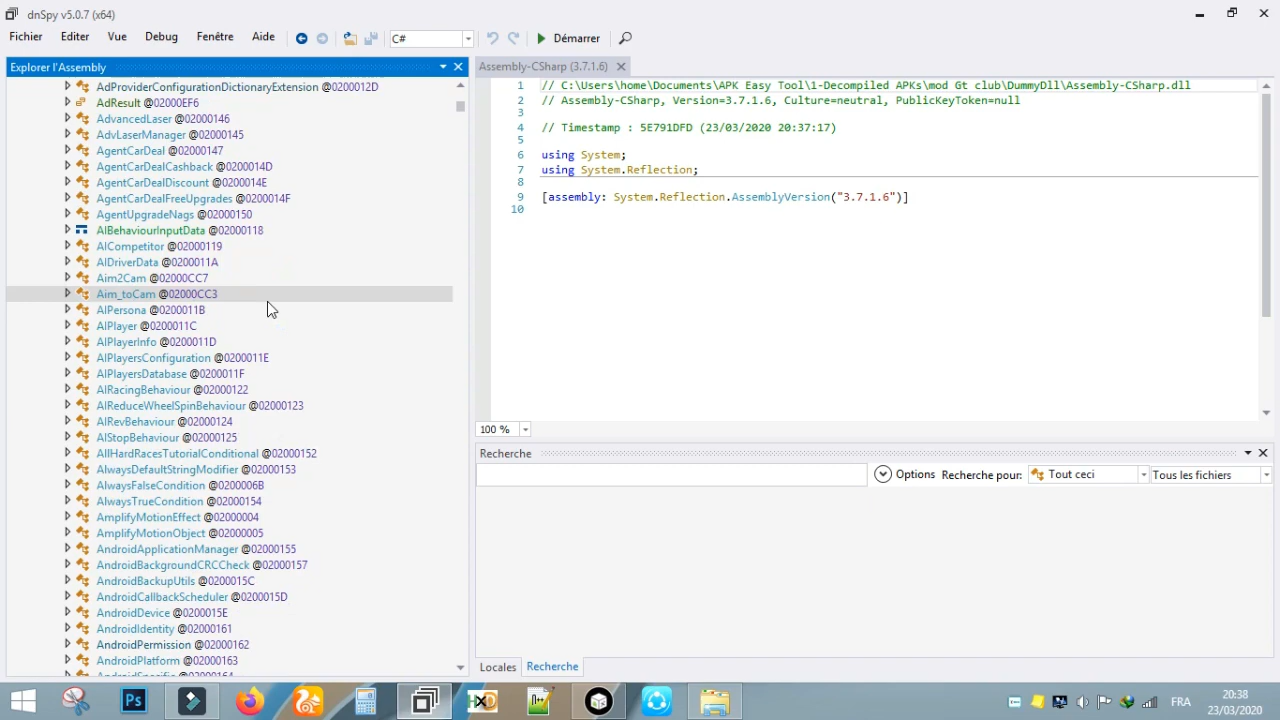 dnSpy v5.0.7 (x64)
Fichier Editer Vue Debug Fenêtre Aide C# Démarrer
Explorer l'Assembly
AdProviderConfigurationDictionaryExtension @0200012D
AdResult @02000EF6
AdvancedLaser @02000146
AdvLaserManager @02000145
AgentCarDeal @02000147
AgentCarDealCashback @0200014D
AgentCarDealDiscount @0200014E
AgentCarDealFreeUpgrades @0200014F
AgentUpgradeNags @02000150
AIBehaviourInputData @02000118
AICompetitor @02000119
AIDriverData @0200011A
Aim2Cam @02000CC7
Aim_toCam @02000CC3
AIPersona @0200011B
AIPlayer @0200011C
AIPlayerInfo @0200011D
AIPlayersConfiguration @0200011E
AIPlayersDatabase @0200011F
AIRacingBehaviour @02000122
AIReduceWheelSpinBehaviour @02000123
AIRevBehaviour @02000124
AIStopBehaviour @02000125
AllHardRacesTutorialConditional @02000152
AlwaysDefaultStringModifier @02000153
AlwaysFalseCondition @0200006B
AlwaysTrueCondition @02000154
AmplifyMotionEffect @02000004
AmplifyMotionObject @02000005
AndroidApplicationManager @02000155
AndroidBackgroundCRCCheck @02000157
AndroidBackupUtils @0200015C
AndroidCallbackScheduler @0200015D
AndroidDevice @0200015E
AndroidIdentity @02000161
AndroidPermission @02000162
AndroidPlatform @02000163
Assembly-CSharp (3.7.1.6)
1 // C:\Users\home\Documents\APK Easy Tool\1-Decompiled APKs\mod Gt club\DummyDll\Assembly-CSharp.dll
2 // Assembly-CSharp, Version=3.7.1.6, Culture=neutral, PublicKeyToken=null
3
4 // Timestamp : 5E791DFD (23/03/2020 20:37:17)
5
6 using System;
7 using System.Reflection;
8
9 [assembly: System.Reflection.AssemblyVersion("3.7.1.6")]
10
100 %
Recherche
Options Recherche pour: Tout ceci Tous les fichiers
Locales Recherche
Ps
FRA
20:38
23/03/2020